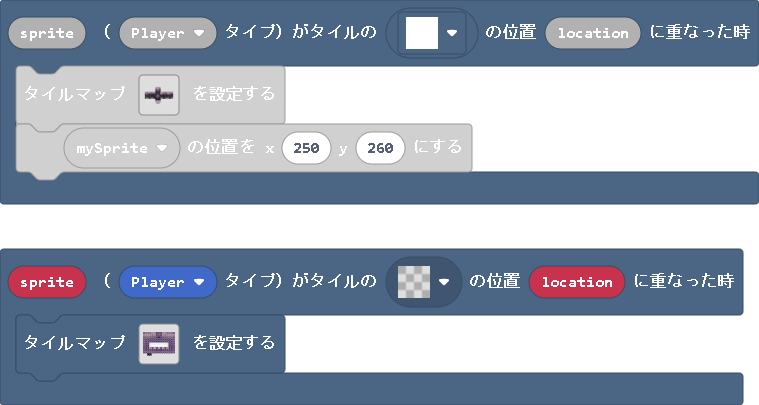 sprite ( Player タイプ) がタイルの の位置 location に重なった時
タイルマップ を設定する
mySprite の位置を x 250 y 260 にする
sprite ( Player タイプ) がタイルの の位置 location に重なった時
タイルマップ を設定する